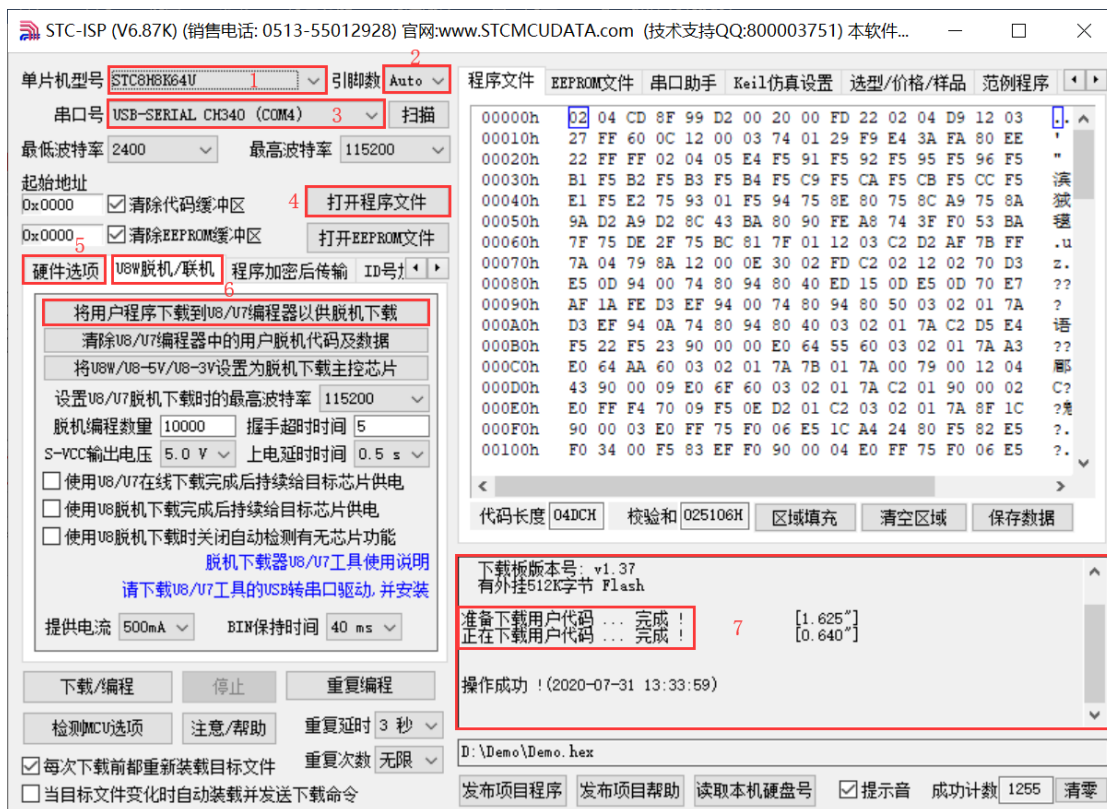 STC-ISP (V6.87K) (销售电话: 0513-55012928) 官网:www.STCMCUDATA.com (技术支持QQ:800003751) 本软件...
单片机型号 STC8H8K64U 1 引脚数 Auto 2
串口号 USB-SERIAL CH340 (COM4) 3 扫描
最低波特率 2400 最高波特率 115200
起始地址
0x0000 清除代码缓冲区 4 打开程序文件
0x0000 5 清除EEPROM缓冲区 打开EEPROM文件
硬件选项 U8W脱机/联机 程序加密后传输 ID号
6
将用户程序下载到U8/U7编程器以供脱机下载
清除U8/U7编程器中的用户脱机代码及数据
将U8W/U8-5V/U8-3V设置为脱机下载主控芯片
设置U8/U7脱机下载时的最高波特率 115200
脱机编程数量 10000 握手超时时间 5
S-VCC输出电压 5.0 V 上电延时时间 0.5 s
使用U8/U7在线下载完成后持续给目标芯片供电
使用U8脱机下载完成后持续给目标芯片供电
使用U8脱机下载时关闭自动检测有无芯片功能
脱机下载器U8/U7工具使用说明
请下载U8/U7工具的USB转串口驱动,并安装
提供电流 500mA BIN保持时间 40 ms
下载/编程 停止 重复编程
检测MCU选项 注意/帮助 重复延时 3 秒
重复次数 无限
每次下载前都重新装载目标文件
当目标文件变化时自动装载并发送下载命令
程序文件 EEPROM文件 串口助手 Keil仿真设置 选型/价格/样品 范例程序
00000h 02 04 CD 8F 99 D2 00 20 00 FD 22 02 04 D9 12 03 ..
00010h 27 FF 60 0C 12 00 03 74 01 29 F9 E4 3A FA 80 EE '
00020h 22 FF FF 02 04 05 E4 F5 91 F5 92 F5 95 F5 96 F5 "
00030h B1 F5 B2 F5 B3 F5 B4 F5 C9 F5 CA F5 CB F5 CC F5 滨
00040h E1 F5 E2 75 93 01 F5 94 75 8E 80 75 8C A9 75 8A
00050h 9A D2 A9 D2 8C 43 BA 80 90 FE A8 74 3F F0 53 BA
00060h 7F 75 DE 2F 75 BC 81 7F 01 12 03 C2 D2 AF 7B FF .u
00070h 7A 04 79 8A 12 00 0E 30 02 FD C2 02 12 02 70 D3 z.
00080h E5 0D 94 00 74 80 94 80 40 ED 15 0D E5 0D 70 E7 ??
00090h AF 1A FE D3 EF 94 00 74 80 94 80 50 03 02 01 7A ?
000A0h D3 EF 94 0A 74 80 94 80 40 03 02 01 7A C2 D5 E4 语
000B0h F5 22 F5 23 90 00 00 E0 64 55 60 03 02 01 7A A3 ??
000C0h E0 64 AA 60 03 02 01 7A 7B 01 7A 00 79 00 12 04 郿
000D0h 43 90 00 09 E0 6F 60 03 02 01 7A C2 01 90 00 02 C?
000E0h E0 FF F4 70 09 F5 0E D2 01 C2 03 02 01 7A 8F 1C
000F0h 90 00 03 E0 FF 75 F0 06 E5 1C A4 24 80 F5 82 E5 ?.
00100h F0 34 00 F5 83 EF F0 90 00 04 E0 FF 75 F0 06 E5 ?.
代码长度 04DCH 校验和 025106H 区域填充 清空区域 保存数据
下载板版本号: v1.37
有外挂512K字节 Flash
准备下载用户代码 ... 完成 ! [1.625"]
正在下载用户代码 ... 完成 ! [0.640"]
7
操作成功 !(2020-07-31 13:33:59)
D:\Demo\Demo.hex
发布项目程序 发布项目帮助 读取本机硬盘号 提示音 成功计数 1255 清零